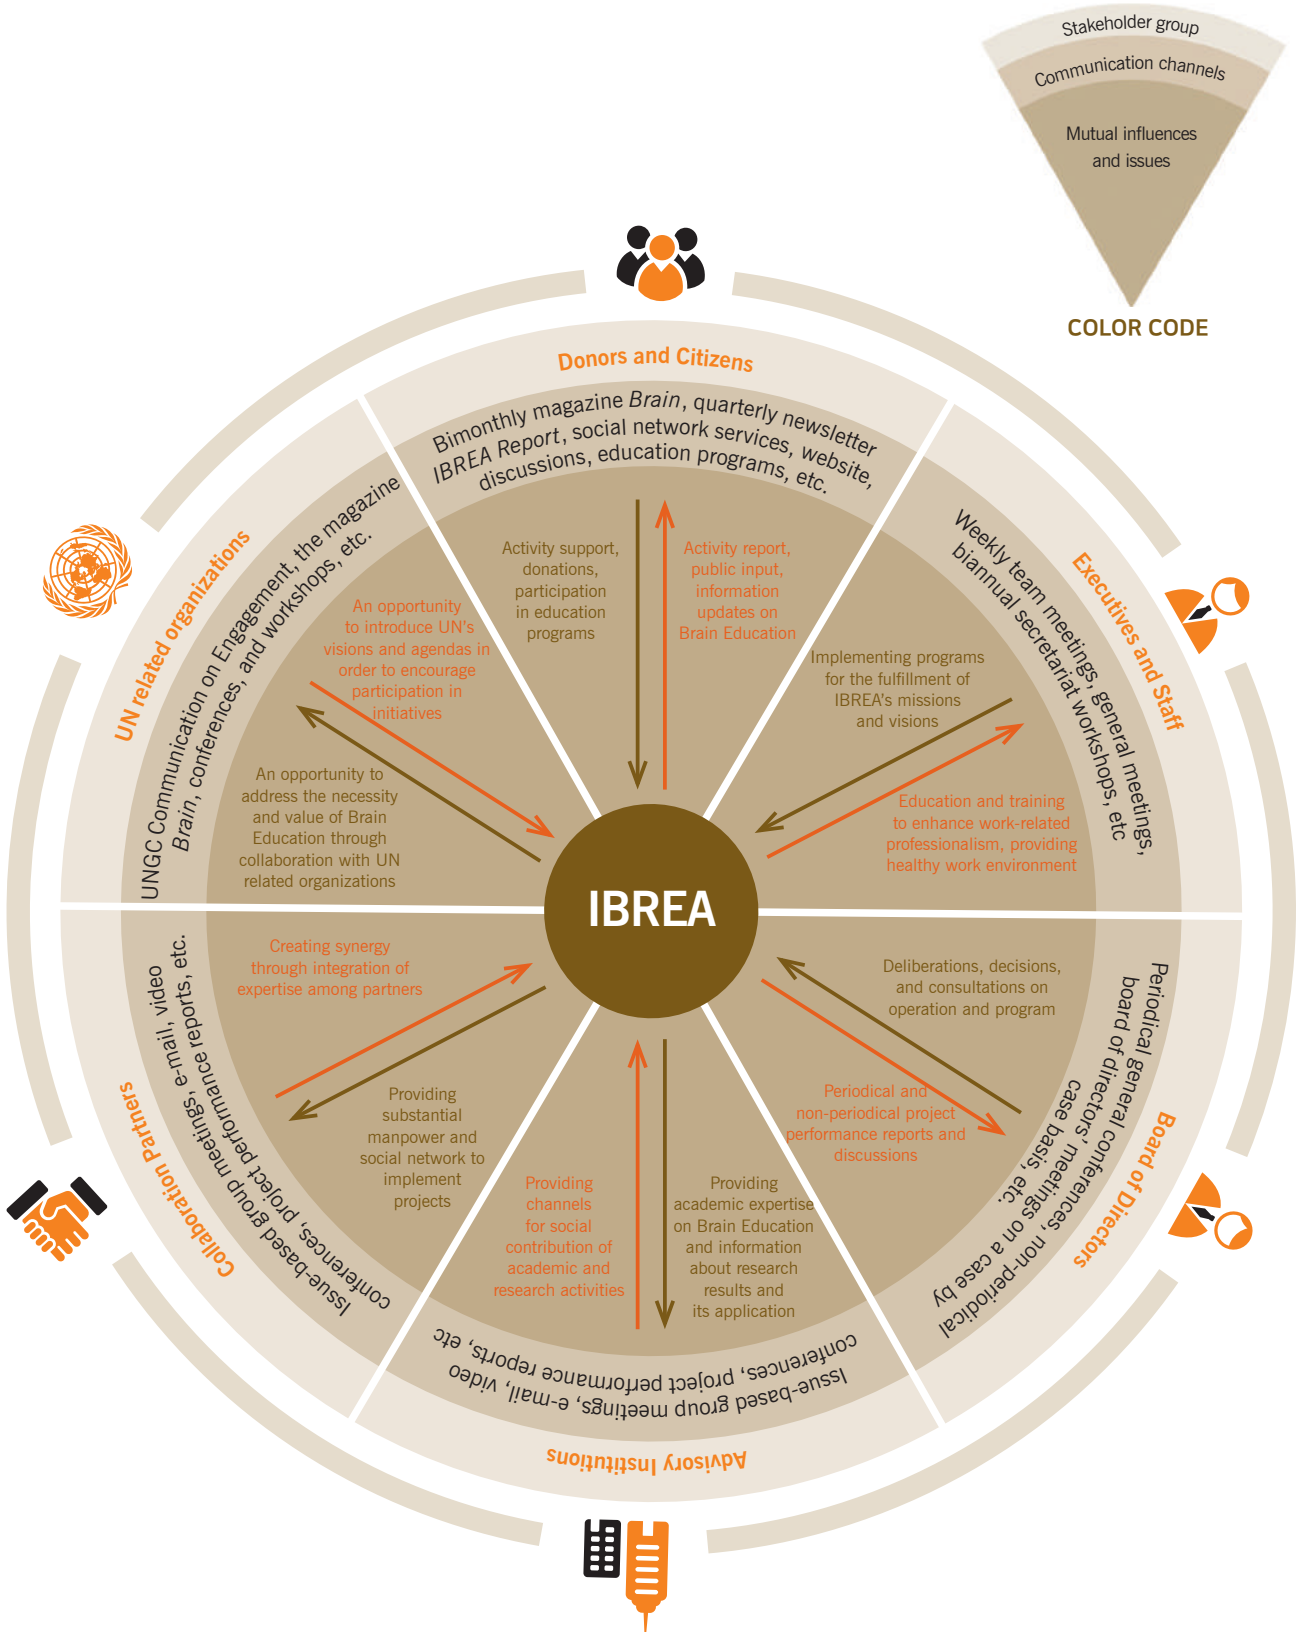 Stakeholder group
Communication channels
Mutual influences
and issues
COLOR CODE
Donors and Citizens
Bimonthly magazine Brain, quarterly newsletter
IBREA Report, social network services, website,
discussions, education programs, etc.
Activity support,
donations,
participation
in education
programs
Activity report,
public input,
information
updates on
Brain Education
Executives and Staff
Weekly team meetings, general meetings,
biannual secretariat workshops, etc
Implementing programs
for the fulfillment of
IBREA's missions
and visions
Education and training
to enhance work-related
professionalism, providing
healthy work environment
Board of Directors
Periodical general conferences, non-periodical
board of directors' meetings on a case by
case basis, etc.
Deliberations, decisions,
and consultations on
operation and program
Periodical and
non-periodical project
performance reports and
discussions
Advisory Institutions
Issue-based group meetings, e-mail, video
conferences, project performance reports, etc
Providing
channels
for social
contribution of
academic and
research activities
Providing
academic expertise
on Brain Education
and information
about research
results and
its application
Collaboration Partners
Issue-based group meetings, e-mail, video
conferences, project performance reports, etc.
Creating synergy
through integration of
expertise among partners
Providing
substantial
manpower and
social network to
implement
projects
UN related organizations
UNGC Communication on Engagement, the magazine
Brain, conferences, and workshops, etc.
An opportunity
to introduce UN's
visions and agendas in
order to encourage
participation in
initiatives
An opportunity to
address the necessity
and value of Brain
Education through
collaboration with UN
related organizations
IBREA